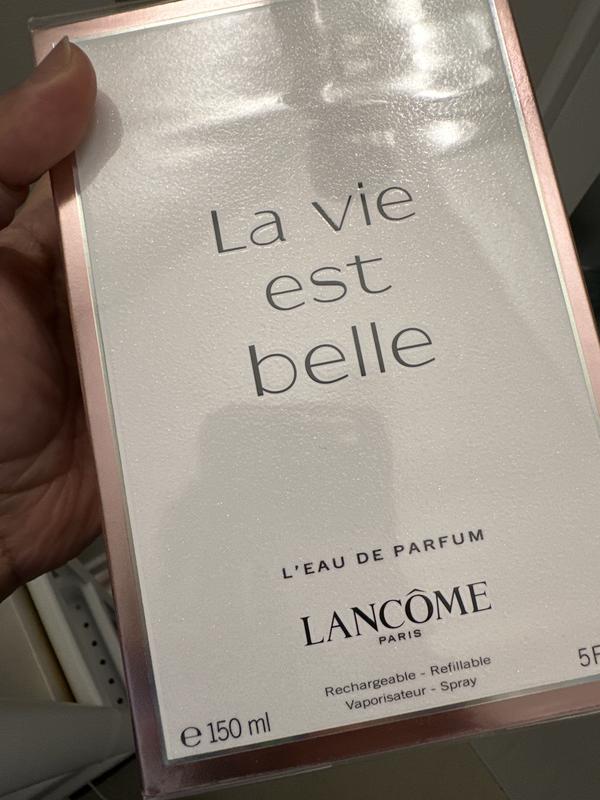 La vie
est
belle
L'EAU DE PARFUM
LANCÔME
PARIS
Rechargeable - Refillable
Vaporisateur - Spray
℮ 150 ml